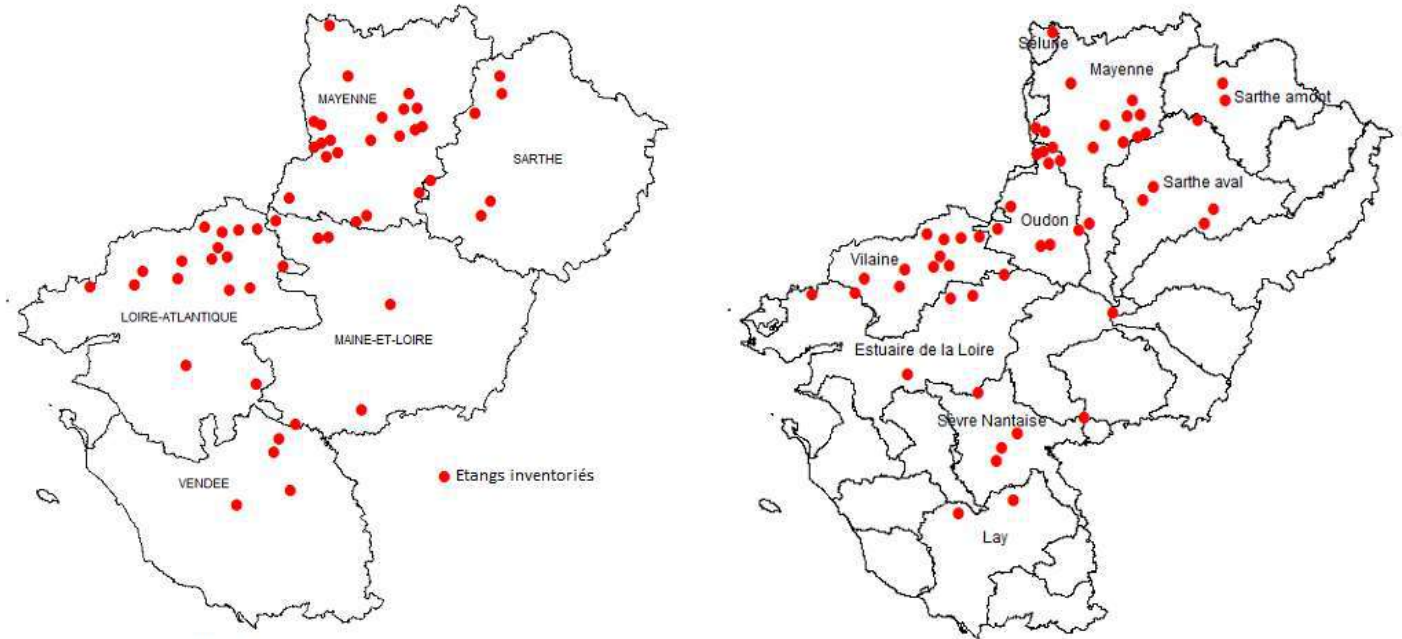 MAYENNE
SARTHE
LOIRE-ATLANTIQUE
MAINE-ET-LOIRE
VENDEE
Etangs inventoriés
Sélune
Mayenne
Sarthe amont
Sarthe aval
Oudon
Vilaine
Estuaire de la Loire
Sèvre Nantaise
Lay